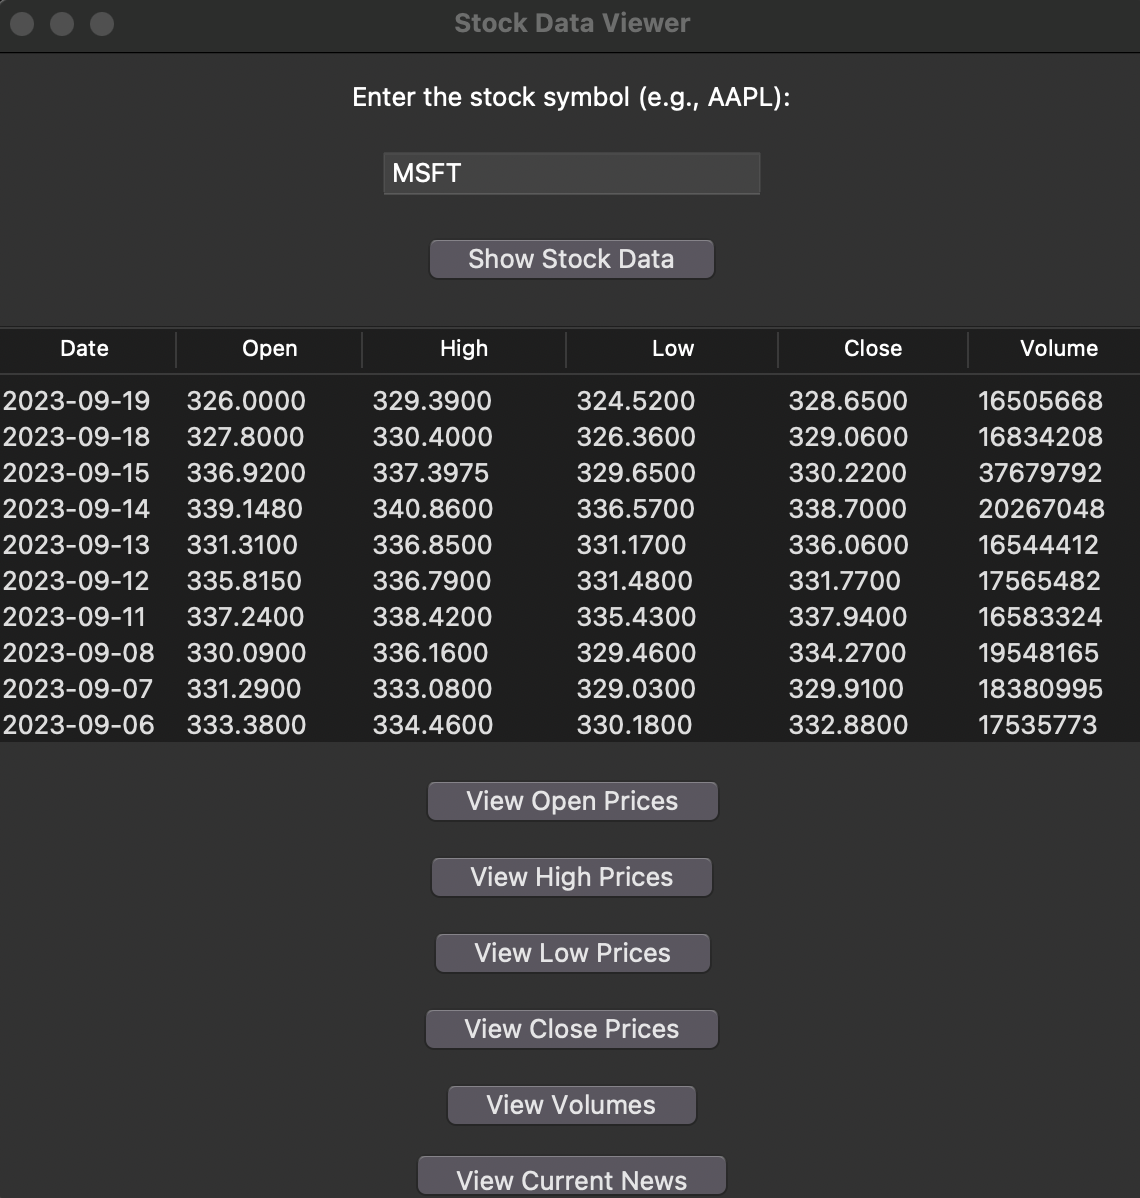 Stock Data Viewer
Enter the stock symbol (e.g., AAPL):
MSFT
Show Stock Data
Date Open High Low Close Volume
2023-09-19 326.0000 329.3900 324.5200 328.6500 16505668
2023-09-18 327.8000 330.4000 326.3600 329.0600 16834208
2023-09-15 336.9200 337.3975 329.6500 330.2200 37679792
2023-09-14 339.1480 340.8600 336.5700 338.7000 20267048
2023-09-13 331.3100 336.8500 331.1700 336.0600 16544412
2023-09-12 335.8150 336.7900 331.4800 331.7700 17565482
2023-09-11 337.2400 338.4200 335.4300 337.9400 16583324
2023-09-08 330.0900 336.1600 329.4600 334.2700 19548165
2023-09-07 331.2900 333.0800 329.0300 329.9100 18380995
2023-09-06 333.3800 334.4600 330.1800 332.8800 17535773
View Open Prices
View High Prices
View Low Prices
View Close Prices
View Volumes
View Current News